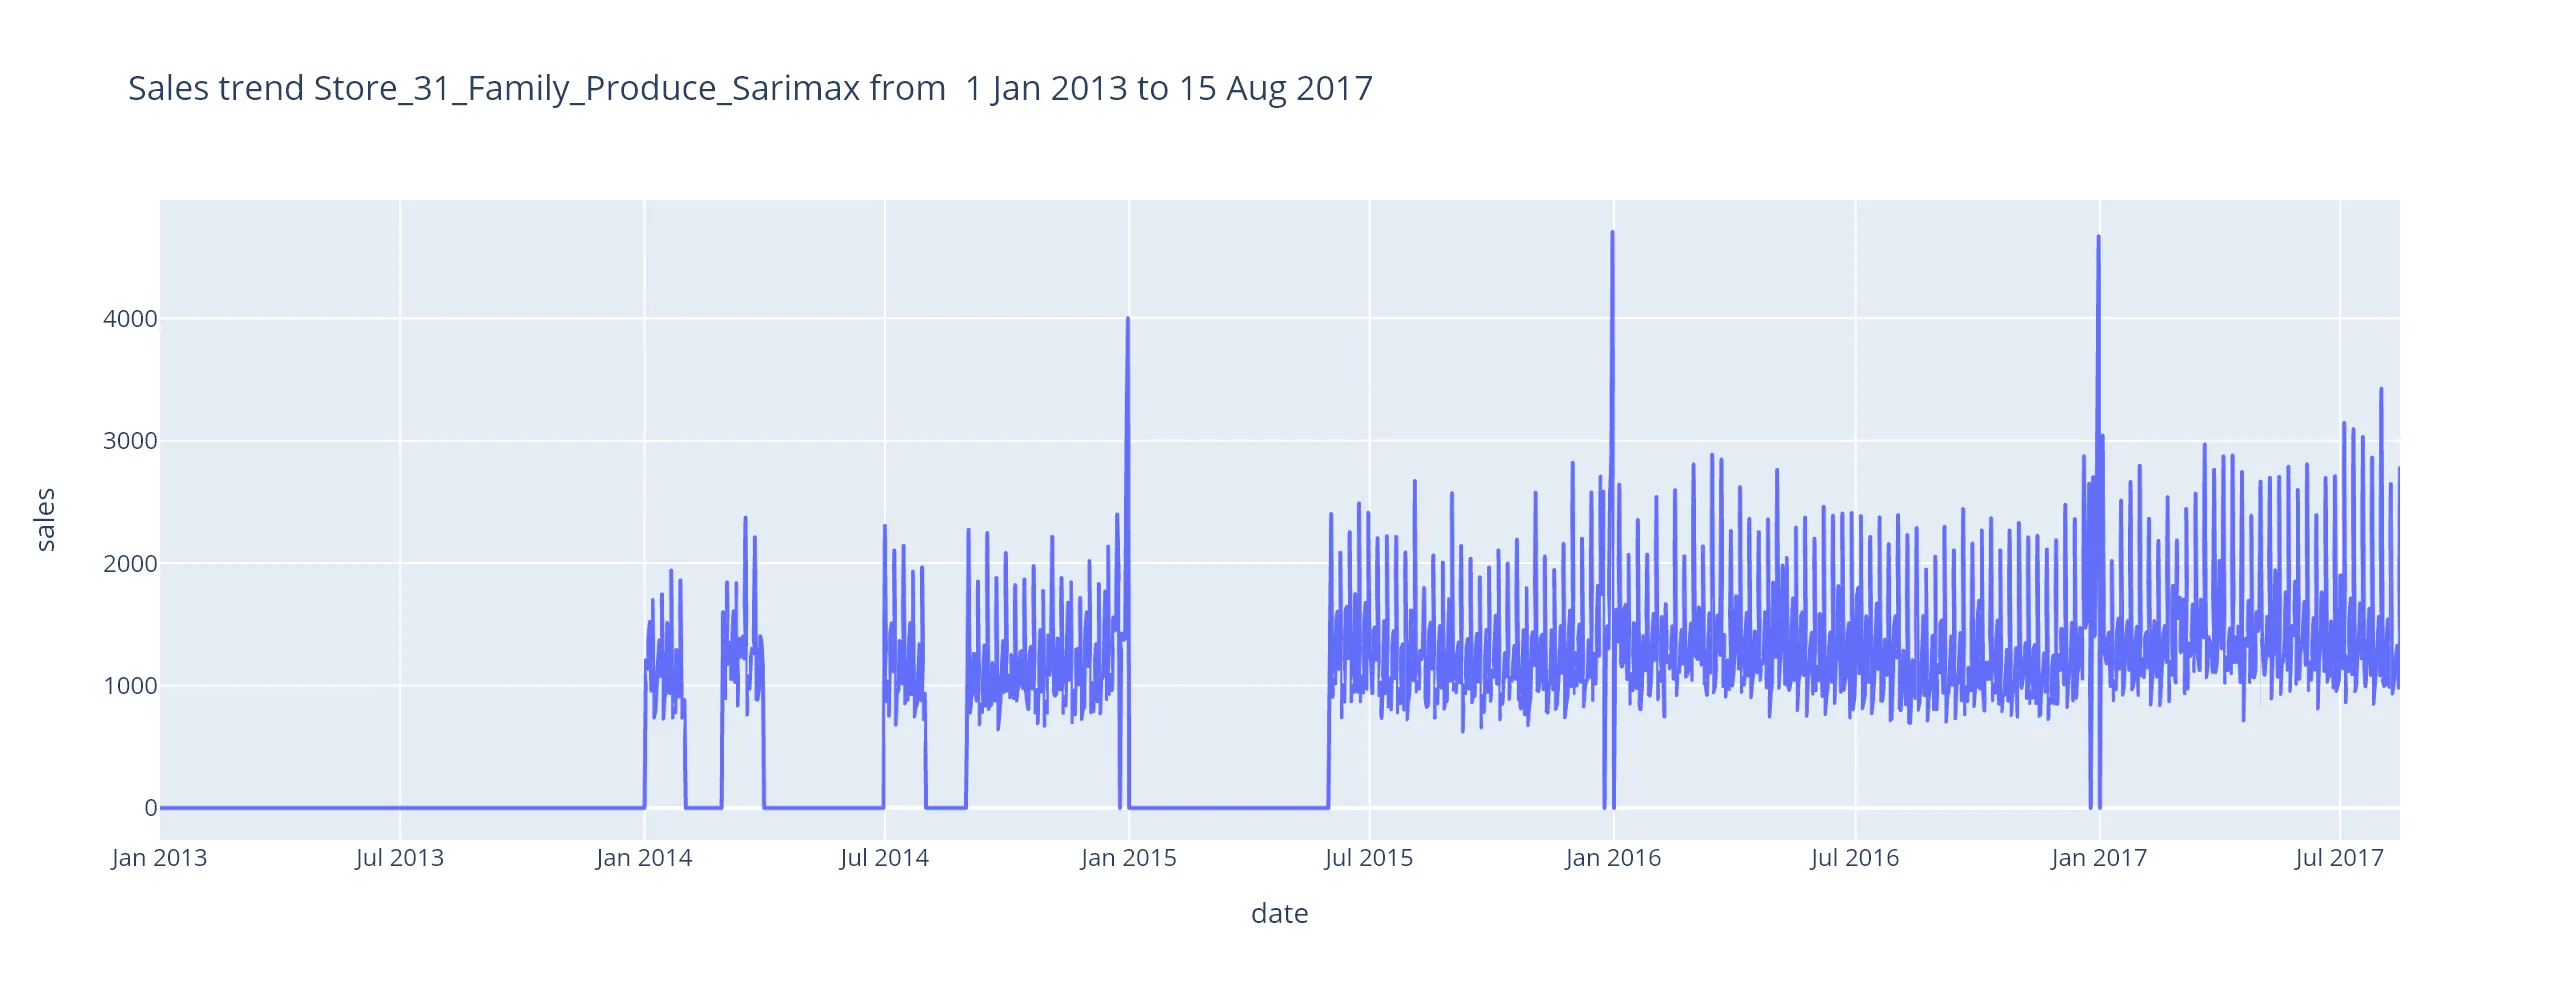 Sales trend Store_31_Family_Produce_Sarimax from  1 Jan 2013 to 15 Aug 2017
4000
3000
2000
1000
0
sales
Jan 2013 Jul 2013 Jan 2014 Jul 2014 Jan 2015 Jul 2015 Jan 2016 Jul 2016 Jan 2017 Jul 2017
date